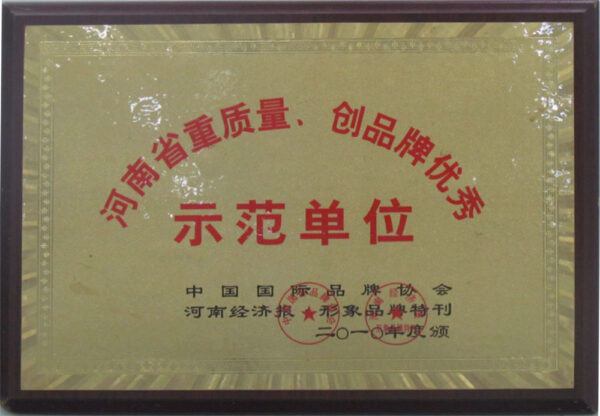 河南省重质量、创品牌优秀
示范单位
中国国际品牌协会
河南经济报·形象品牌特刊
二〇一〇年度颁